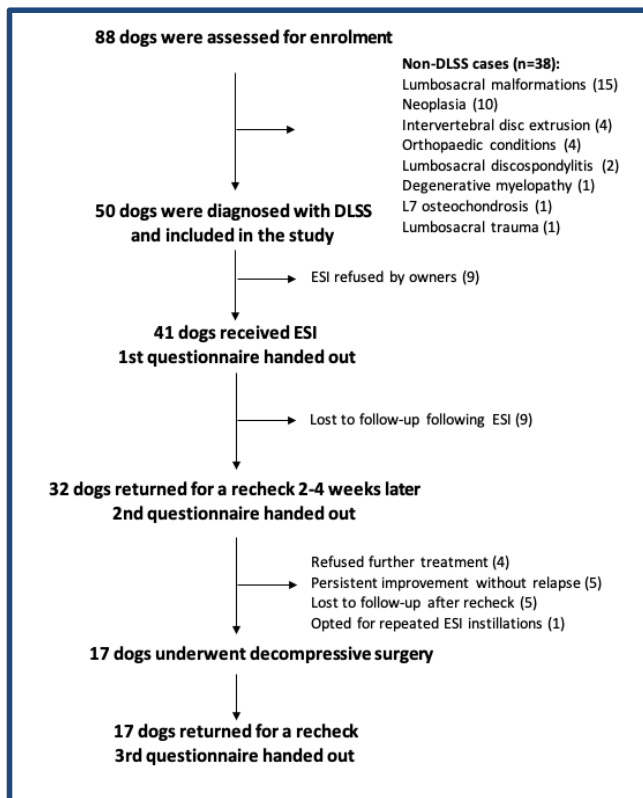 88 dogs were assessed for enrolment
Non-DLSS cases (n=38):
Lumbosacral malformations (15)
Neoplasia (10)
Intervertebral disc extrusion (4)
Orthopaedic conditions (4)
Lumbosacral discospondylitis (2)
Degenerative myelopathy (1)
L7 osteochondrosis (1)
Lumbosacral trauma (1)
50 dogs were diagnosed with DLSS
and included in the study
ESI refused by owners (9)
41 dogs received ESI
1st questionnaire handed out
Lost to follow-up following ESI (9)
32 dogs returned for a recheck 2-4 weeks later
2nd questionnaire handed out
Refused further treatment (4)
Persistent improvement without relapse (5)
Lost to follow-up after recheck (5)
Opted for repeated ESI instillations (1)
17 dogs underwent decompressive surgery
17 dogs returned for a recheck
3rd questionnaire handed out